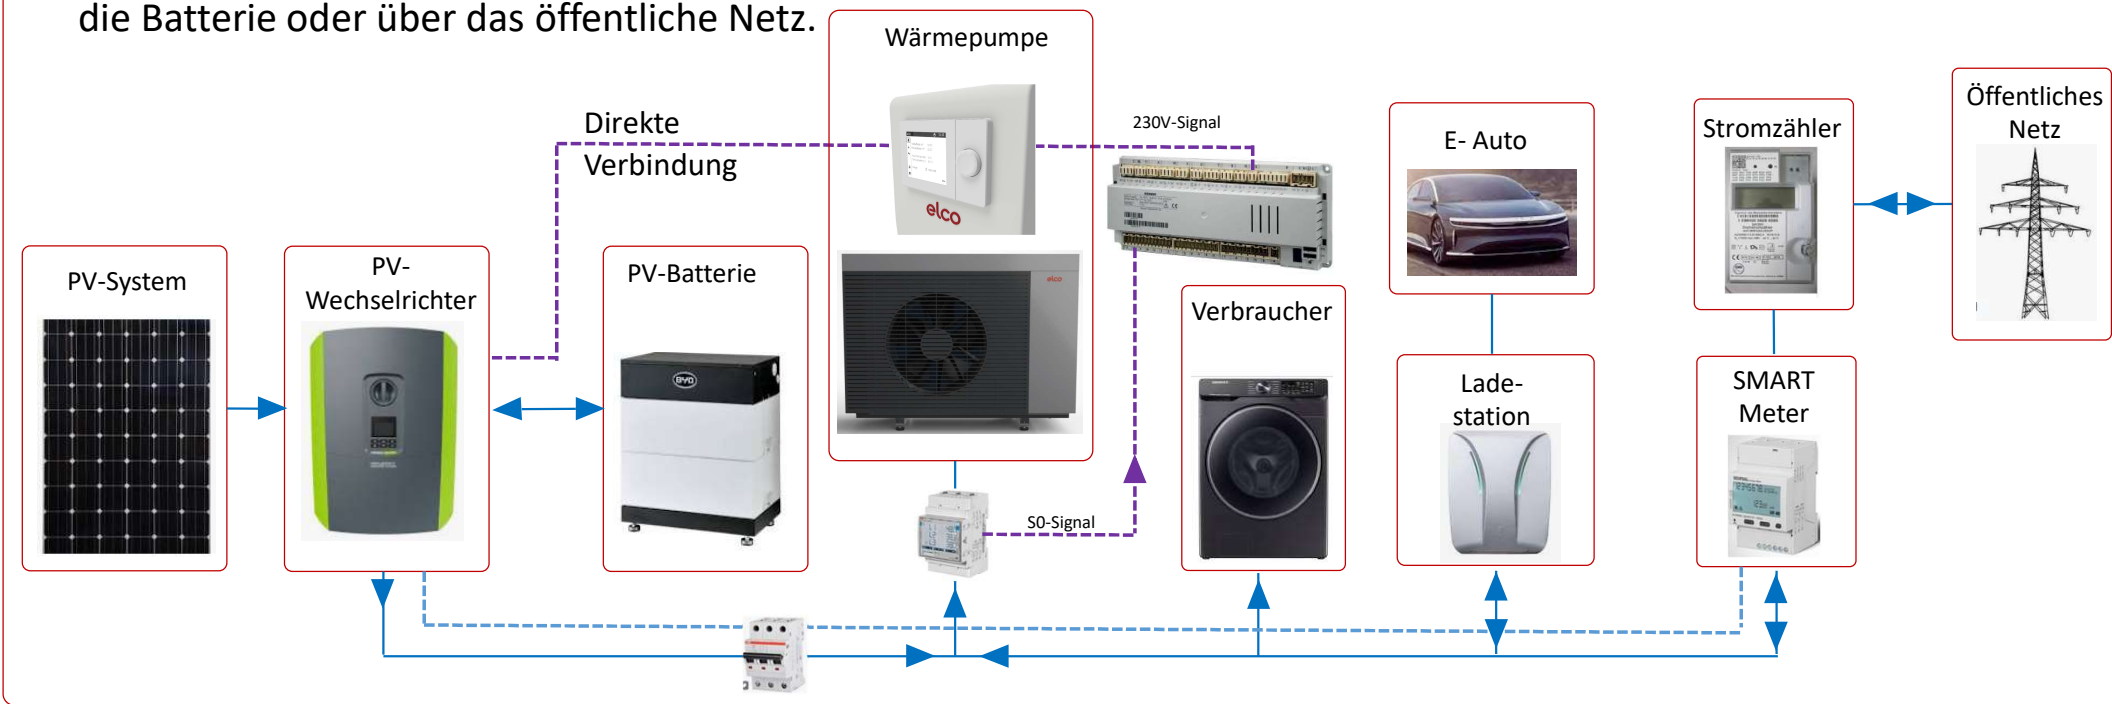 die Batterie oder über das öffentliche Netz.
Wärmepumpe
Öffentliches
Netz
Direkte
Verbindung
230V-Signal
E- Auto
Stromzähler
elco
elco
PV-System
PV-
Wechselrichter
PV-Batterie
BYD
Verbraucher
Lade-
station
SMART
Meter
S0-Signal